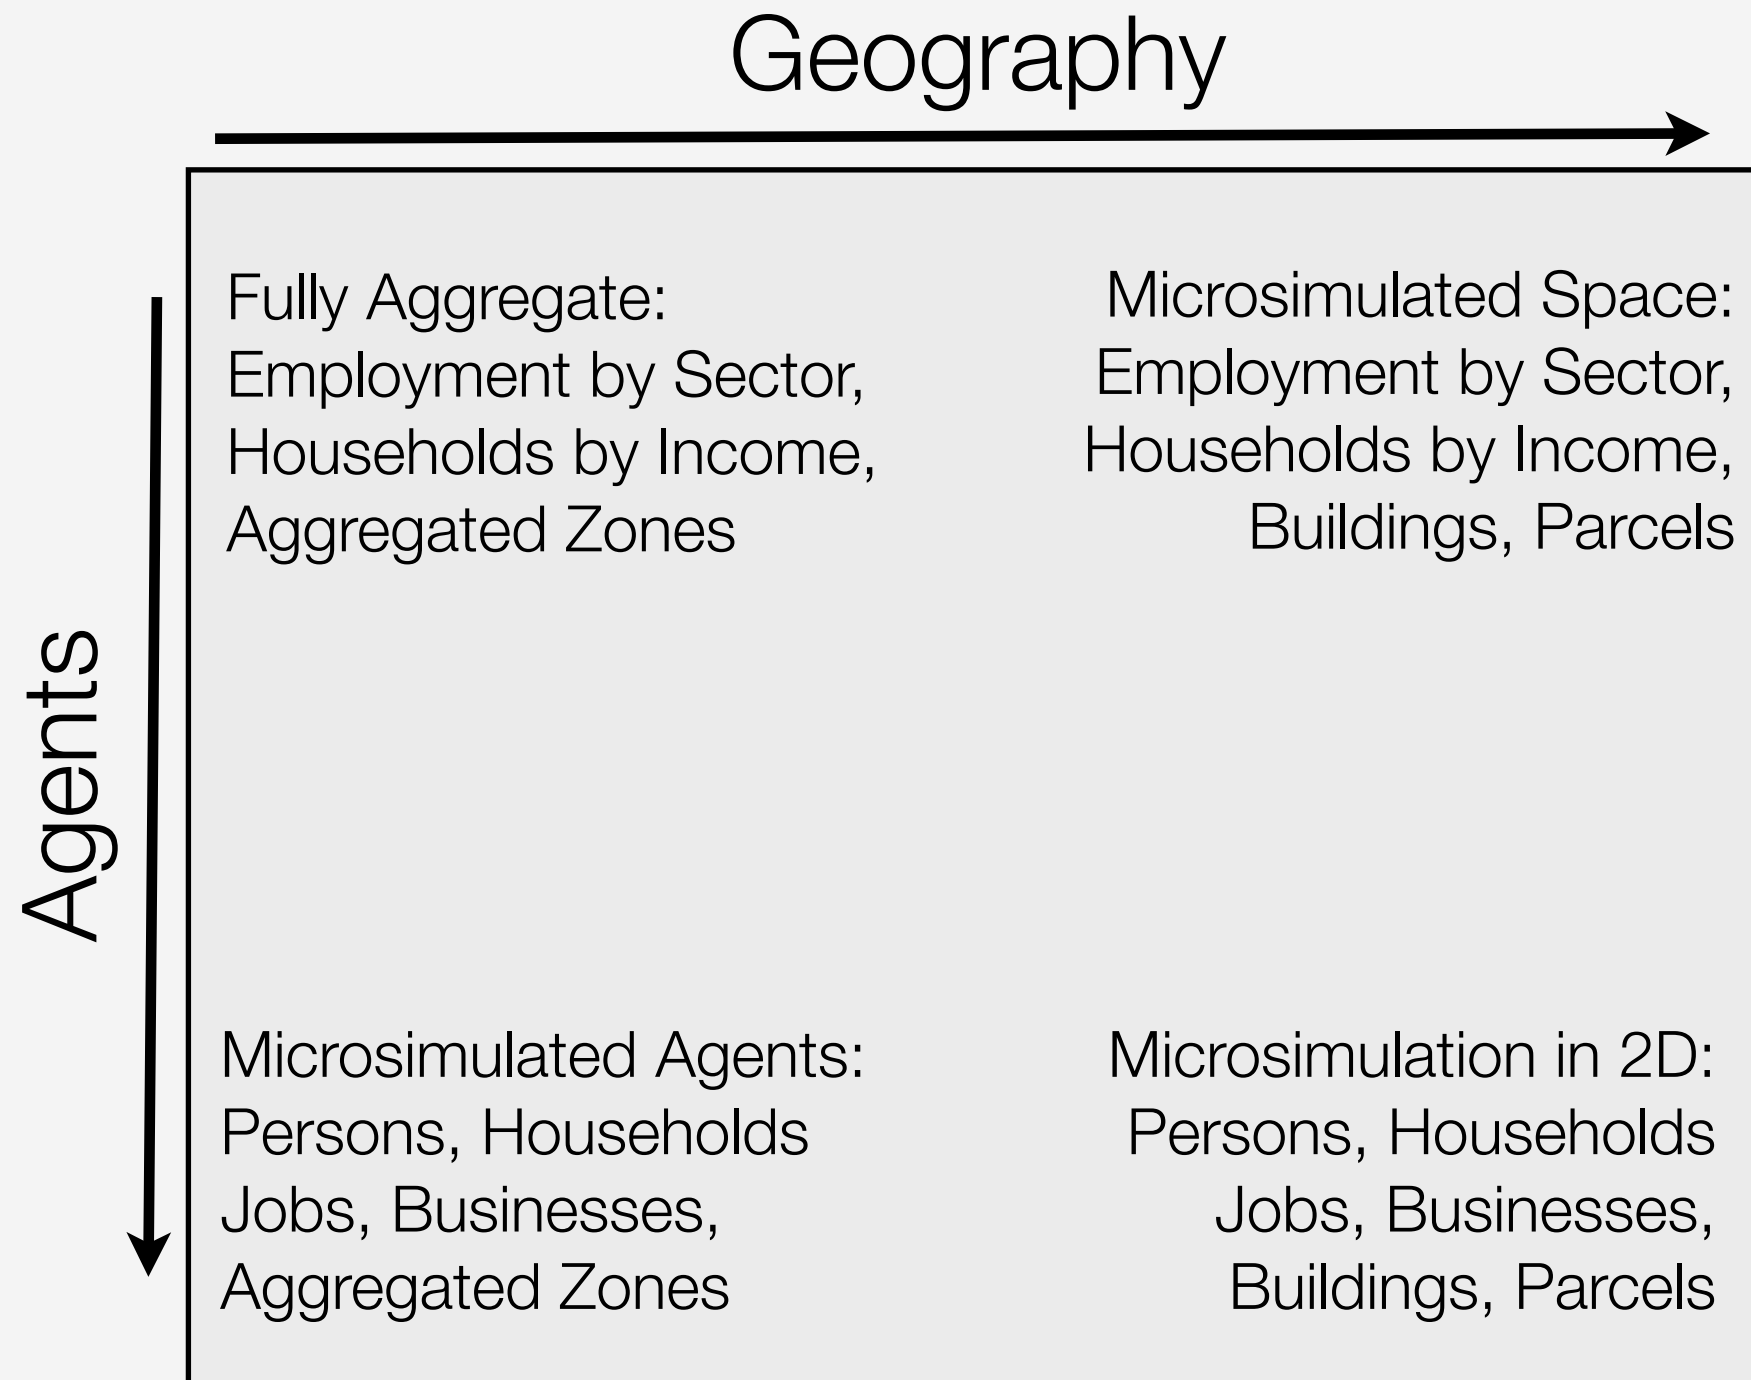 Geography
Agents
Fully Aggregate:
Employment by Sector,
Households by Income,
Aggregated Zones
Microsimulated Space:
Employment by Sector,
Households by Income,
Buildings, Parcels
Microsimulated Agents:
Persons, Households
Jobs, Businesses,
Aggregated Zones
Microsimulation in 2D:
Persons, Households
Jobs, Businesses,
Buildings, Parcels